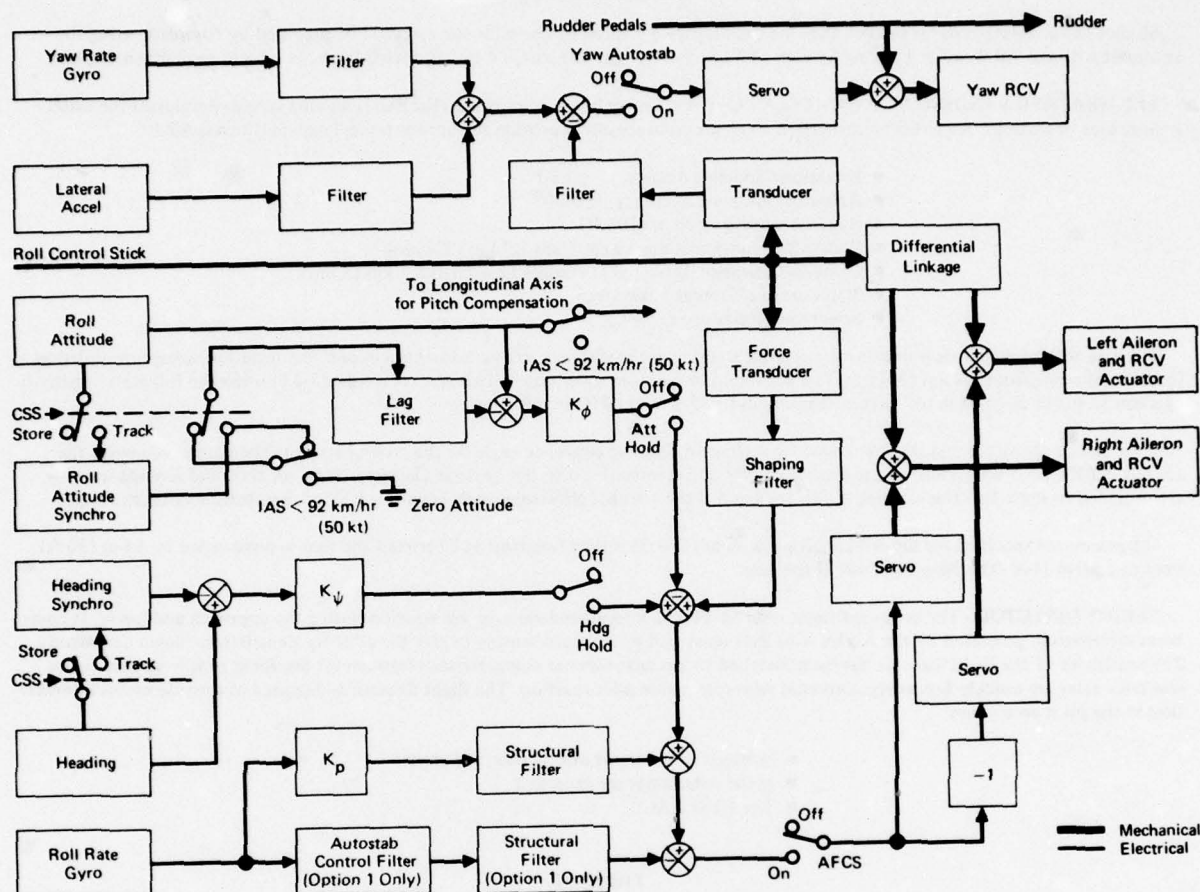 Rudder Pedals
Rudder
Yaw Rate
Gyro
Filter
Yaw Autostab
Off
On
Servo
Yaw RCV
Lateral
Accel
Filter
Filter
Transducer
Roll Control Stick
Differential
Linkage
To Longitudinal Axis
for Pitch Compensation
Roll
Attitude
IAS < 92 km/hr
(50 kt)
Force
Transducer
Left Aileron
and RCV
Actuator
Lag
Filter
Kφ
Off
Att
Hold
CSS
Store
Track
Roll
Attitude
Synchro
IAS < 92 km/hr
(50 kt)
Zero Attitude
Shaping
Filter
Right Aileron
and RCV
Actuator
Heading
Synchro
Kψ
Off
Hdg
Hold
Servo
Store
Track
CSS
Servo
Heading
Kp
Structural
Filter
-1
Roll Rate
Gyro
Autostab
Control Filter
(Option 1 Only)
Structural
Filter
(Option 1 Only)
Off
On
AFCS
Mechanical
Electrical